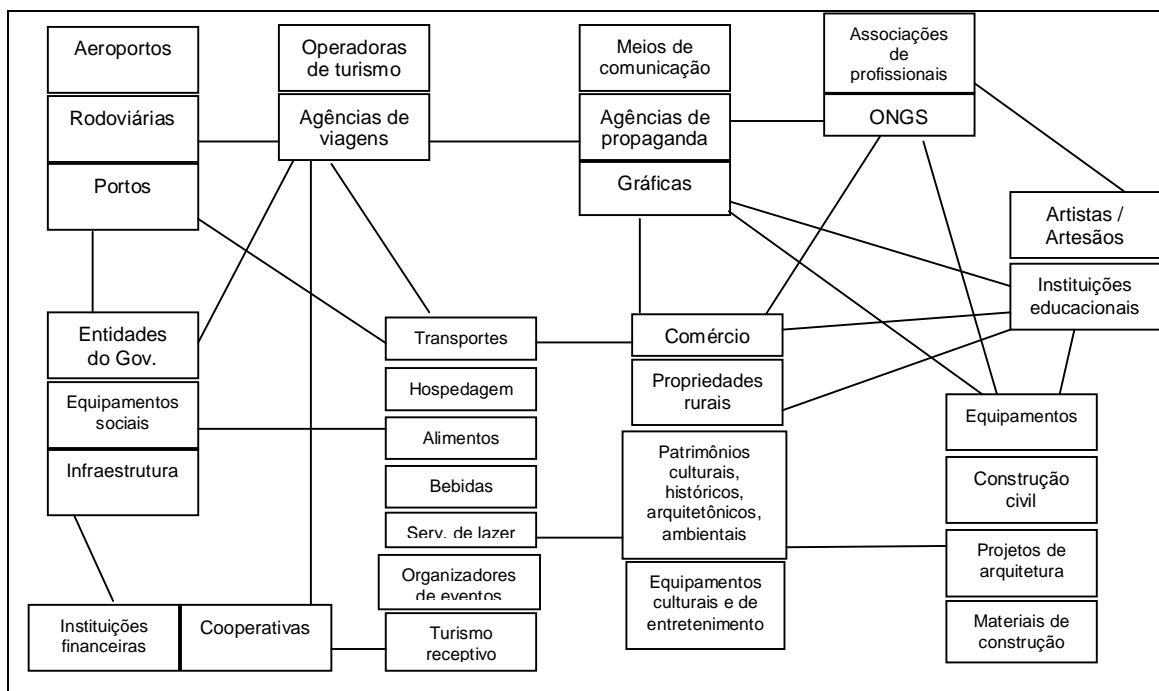 Aeroportos
Operadoras
de turismo
Meios de
comunicação
Associações
de
profissionais
Rodoviárias
Agências de
viagens
Agências de
propaganda
ONGS
Portos
Gráficas
Artistas /
Artesãos
Instituições
educacionais
Entidades
do Gov.
Transportes
Comércio
Equipamentos
sociais
Hospedagem
Propriedades
rurais
Equipamentos
Infraestrutura
Alimentos
Bebidas
Serv. de lazer
Patrimônios
culturais,
históricos,
arquitetônicos,
ambientais
Construção
civil
Organizadores
de eventos
Equipamentos
culturais e de
entretenimento
Projetos de
arquitetura
Instituições
financeiras
Cooperativas
Turismo
receptivo
Materiais de
construção